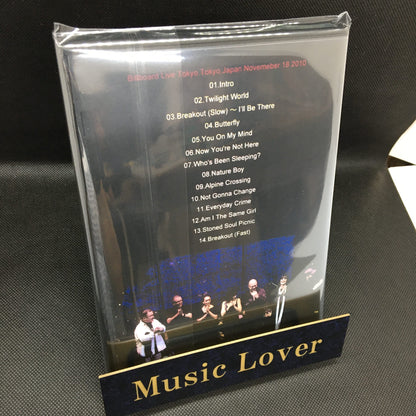 Billboard Live Tokyo Tokyo Japan Novemeber 18 2010
01.Intro
02.Twilight World
03.Breakout (Slow) ～ I'll Be There
04.Butterfly
05.You On My Mind
06.Now You're Not Here
07.Who's Been Sleeping?
08.Nature Boy
09.Alpine Crossing
10.Not Gonna Change
11.Everyday Crime
12.Am I The Same Girl
13.Stoned Soul Picnic
14.Breakout (Fast)
Music Lover